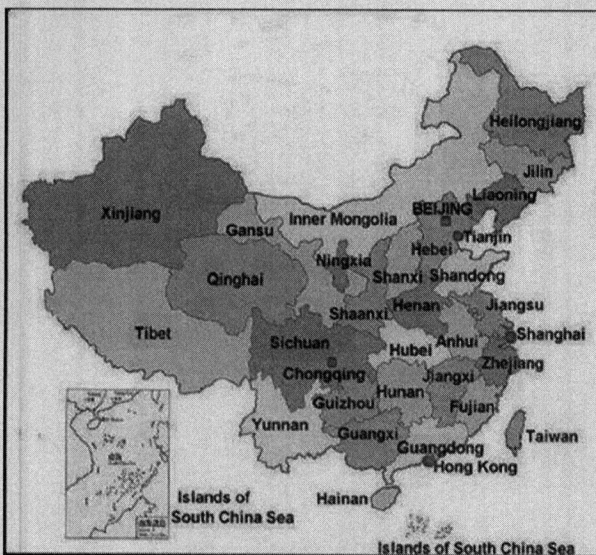 Heilongjiang
Jilin
Liaoning
BEIJING
Xinjiang
Inner Mongolia
Gansu
Tianjin
Hebei
Ningxia
Qinghai
Shanxi
Shandong
Shaanxi
Henan
Jiangsu
Tibet
Sichuan
Anhui
Shanghai
Hubei
Chongqing
Zhejiang
Hunan
Jiangxi
Guizhou
Fujian
Yunnan
Guangxi
Guangdong
Taiwan
Hong Kong
Hainan
Islands of
South China Sea
Islands of South China Sea